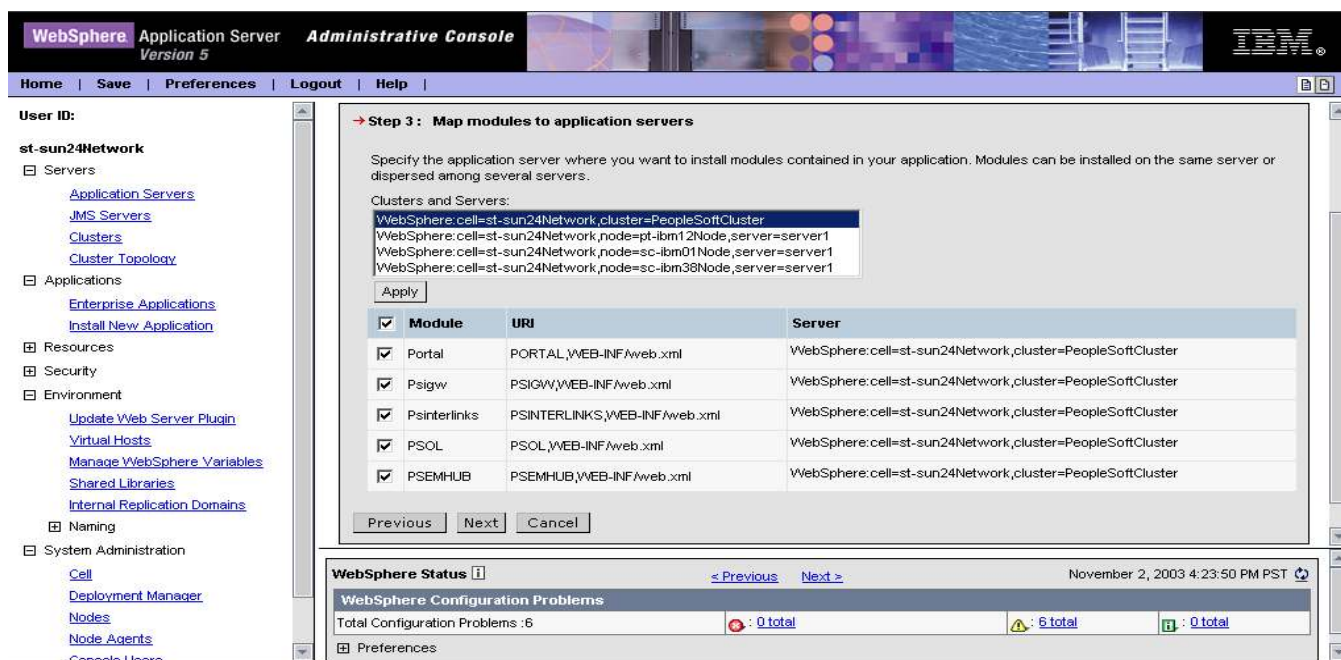 WebSphere. Application Server Administrative Console
Version 5
IBM®
Home | Save | Preferences | Logout | Help |
User ID:
st-sun24Network
Servers
Application Servers
JMS Servers
Clusters
Cluster Topology
Applications
Enterprise Applications
Install New Application
Resources
Security
Environment
Update Web Server Plugin
Virtual Hosts
Manage WebSphere Variables
Shared Libraries
Internal Replication Domains
Naming
System Administration
Cell
Deployment Manager
Nodes
Node Agents
Console Users
Step 3 : Map modules to application servers
Specify the application server where you want to install modules contained in your application. Modules can be installed on the same server or
dispersed among several servers.
Clusters and Servers:
WebSphere:cell=st-sun24Network,cluster=PeopleSoftCluster
WebSphere:cell=st-sun24Network,node=pt-ibm12Node,server=server1
WebSphere:cell=st-sun24Network,node=sc-ibm01Node,server=server1
WebSphere:cell=st-sun24Network,node=sc-ibm38Node,server=server1
Apply
Module URI Server
Portal PORTAL,WEB-INF/web.xml WebSphere:cell=st-sun24Network,cluster=PeopleSoftCluster
Psigw PSIGW,WEB-INF/web.xml WebSphere:cell=st-sun24Network,cluster=PeopleSoftCluster
Psinterlinks PSINTERLINKS,WEB-INF/web.xml WebSphere:cell=st-sun24Network,cluster=PeopleSoftCluster
PSOL PSOL,WEB-INF/web.xml WebSphere:cell=st-sun24Network,cluster=PeopleSoftCluster
PSEMHUB PSEMHUB,WEB-INF/web.xml WebSphere:cell=st-sun24Network,cluster=PeopleSoftCluster
Previous Next Cancel
WebSphere Status i < Previous Next > November 2, 2003 4:23:50 PM PST
WebSphere Configuration Problems
Total Configuration Problems :6 : 0 total : 6 total : 0 total
Preferences